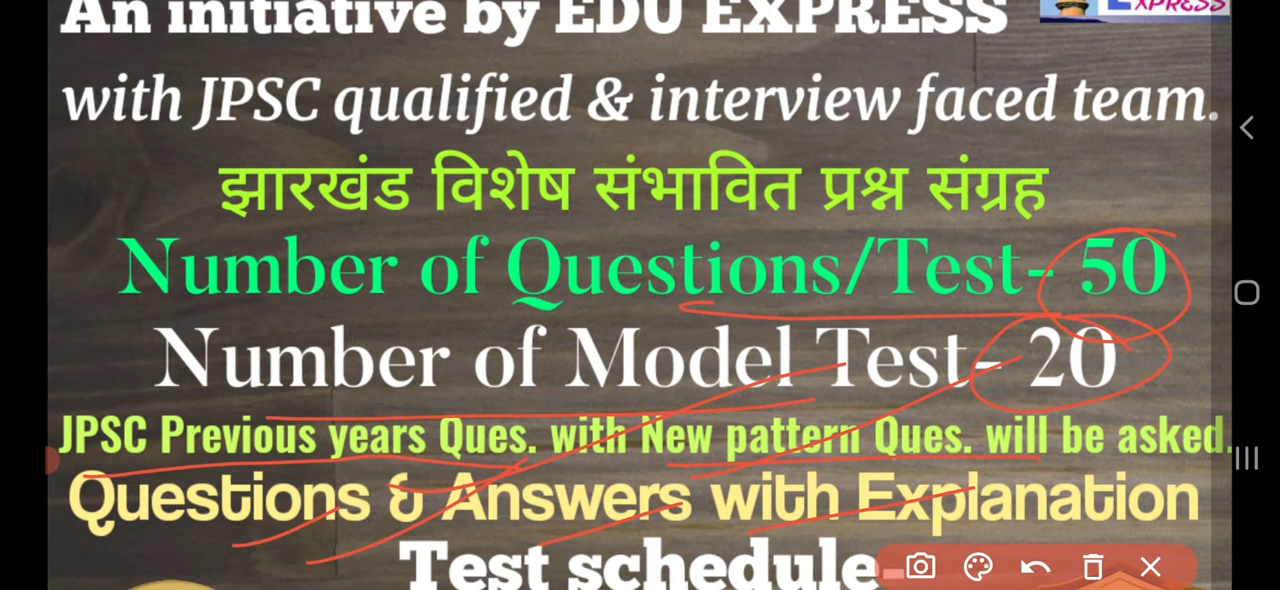 An initiative by EDU EXPRESS
EXPRESS
with JPSC qualified & interview faced team.
झारखंड विशेष संभावित प्रश्न संग्रह
Number of Questions/Test- 50
Number of Model Test- 20
JPSC Previous years Ques. with New pattern Ques. will be asked.
Questions & Answers with Explanation
Test schedule-